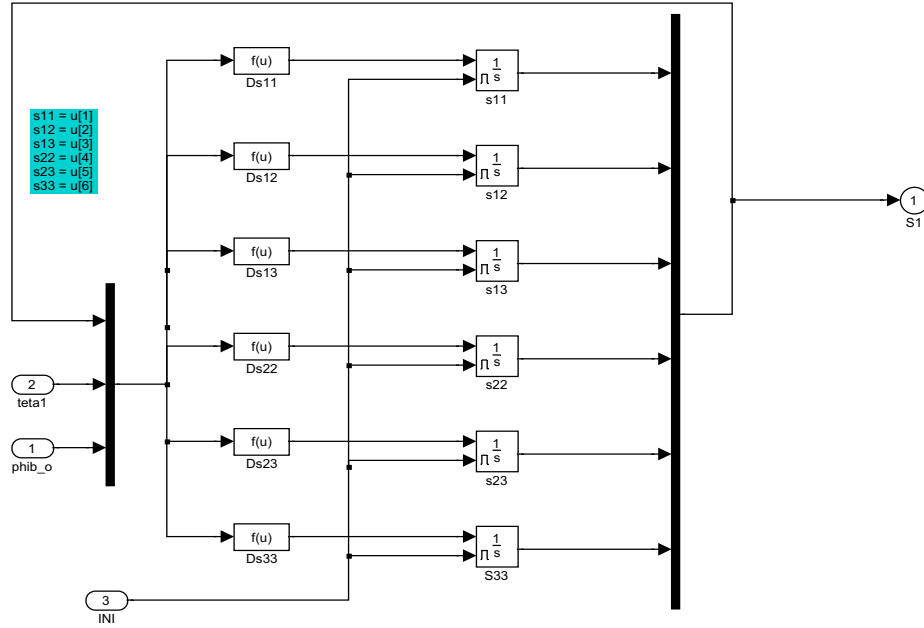 f(u)
Ds11
1
s
s11
s11 = u[1]
s12 = u[2]
s13 = u[3]
s22 = u[4]
s23 = u[5]
s33 = u[6]
f(u)
Ds12
1
s
s12
1
S1
f(u)
Ds13
1
s
s13
f(u)
Ds22
1
s
s22
2
teta1
1
phib_o
f(u)
Ds23
1
s
s23
f(u)
Ds33
1
s
S33
3
INI